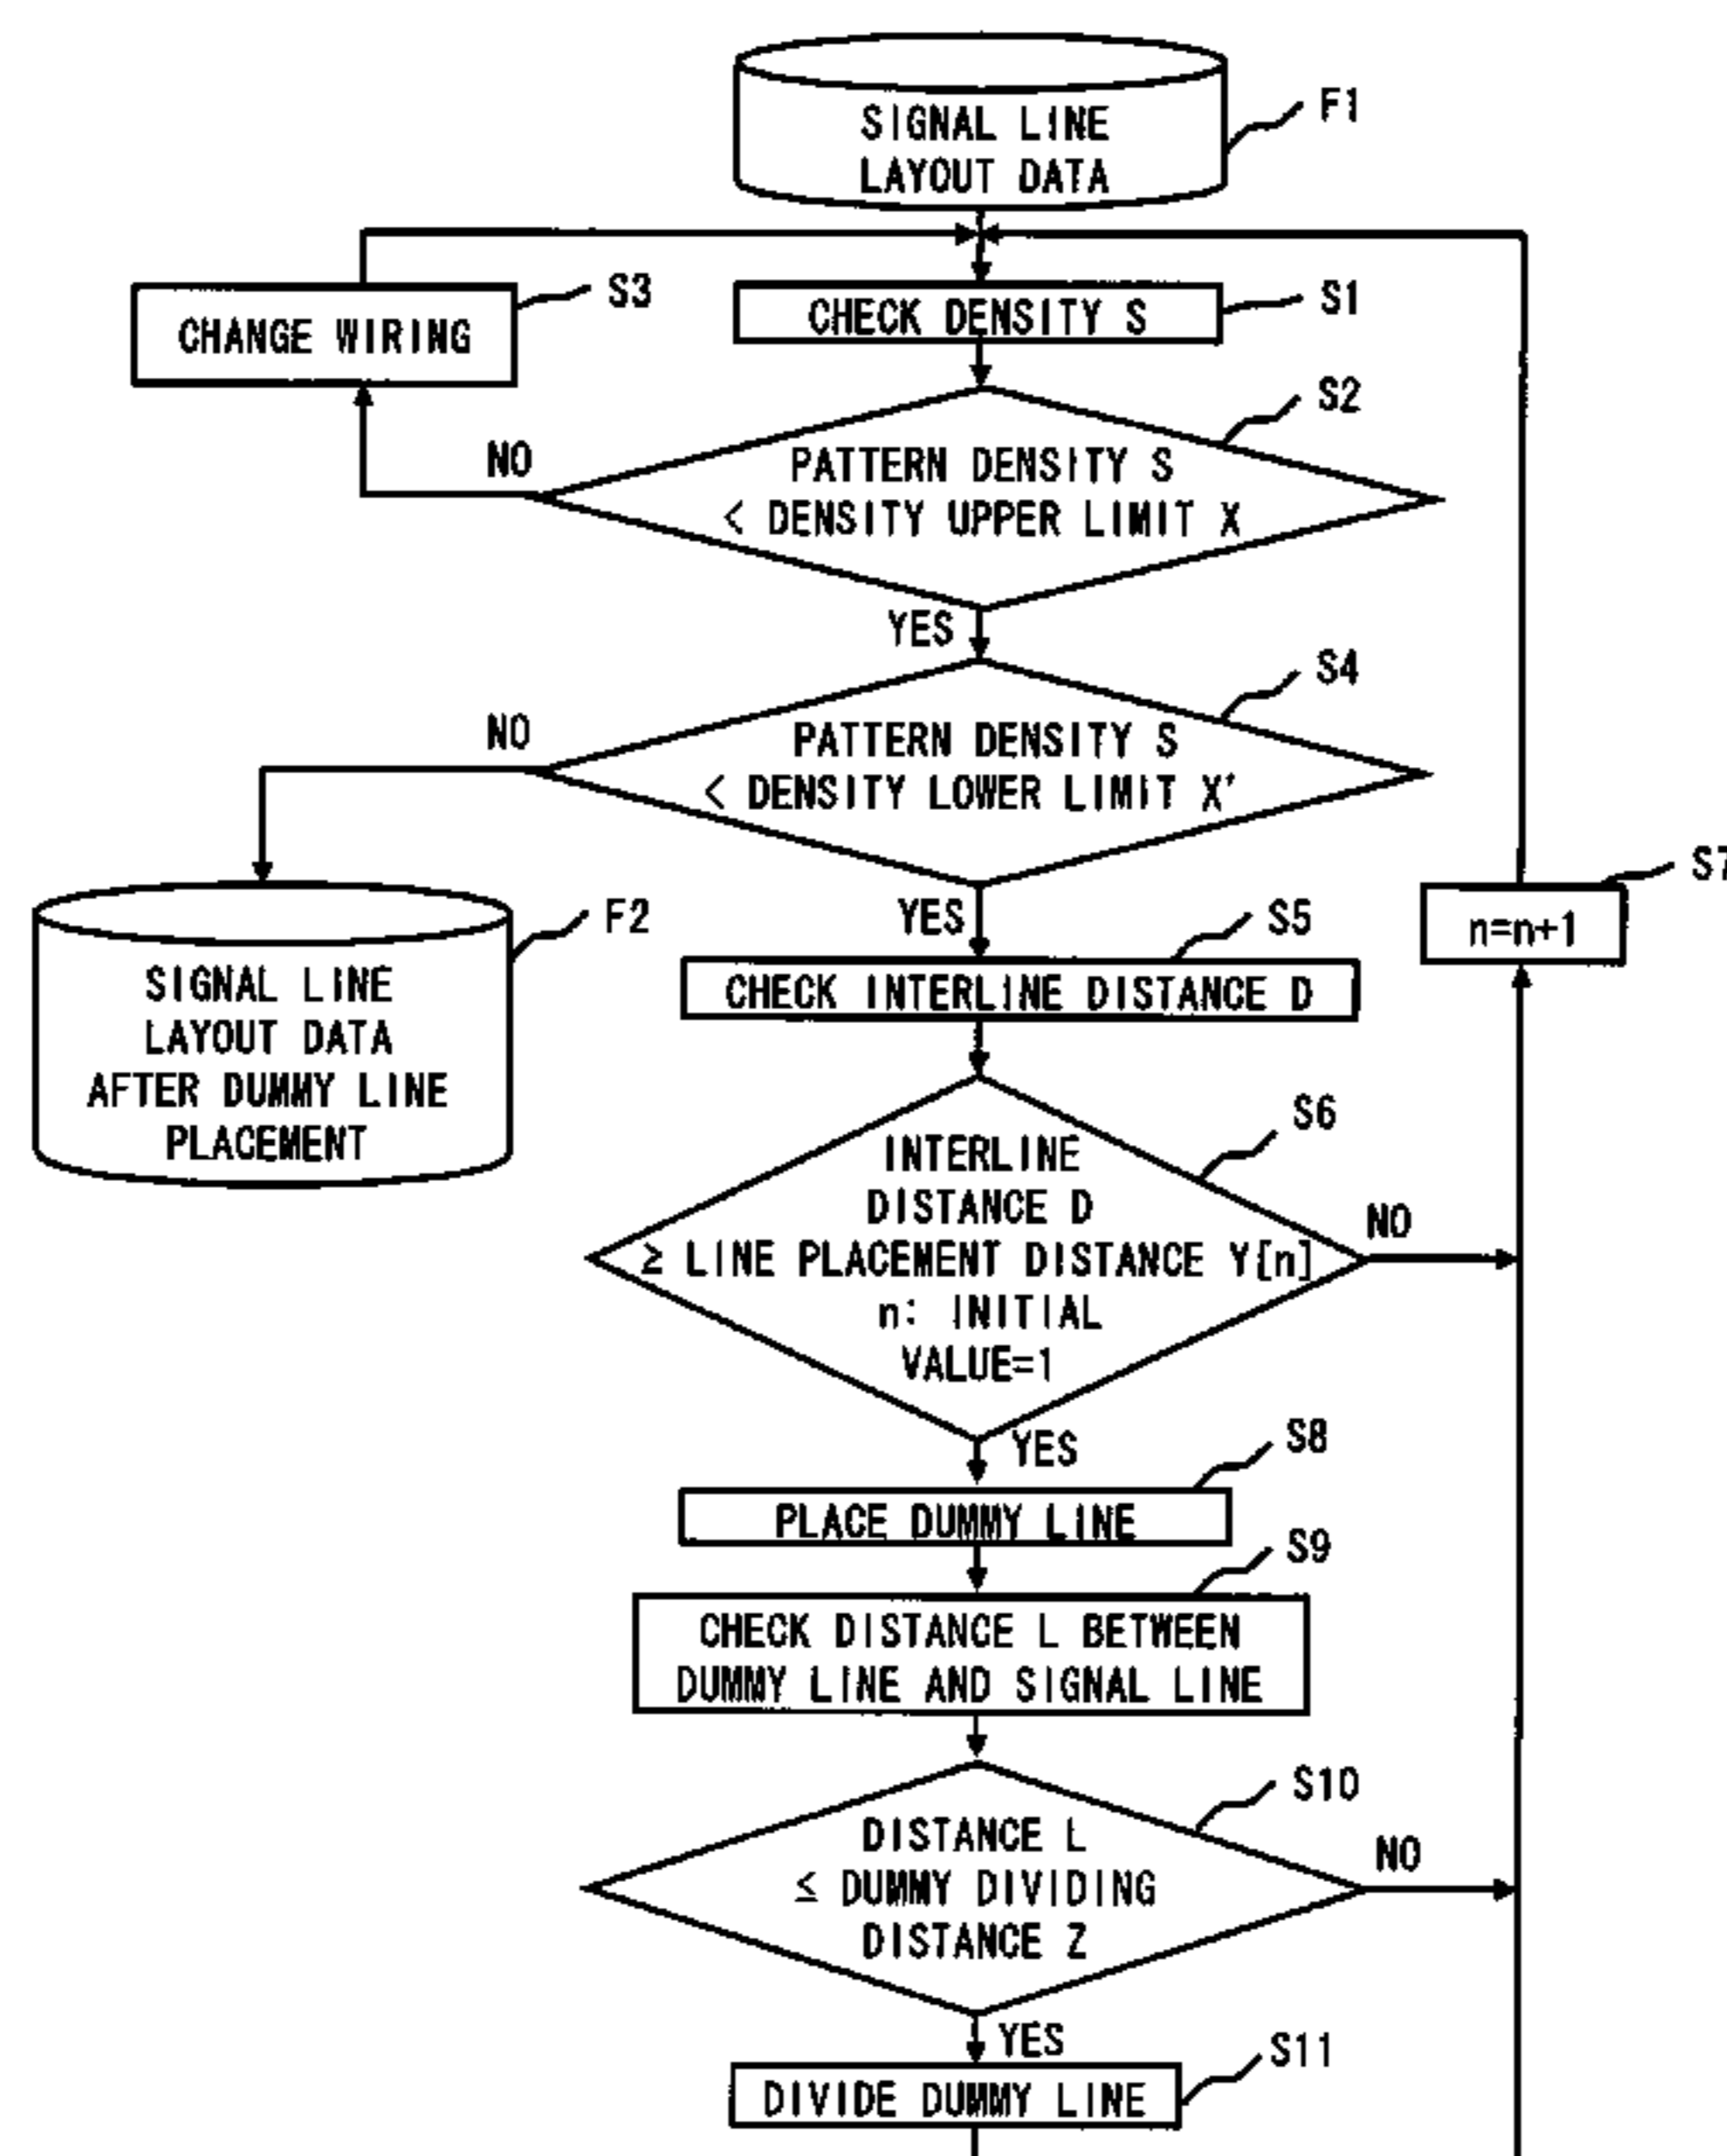 SIGNAL LINE
LAYOUT DATA
F1
CHANGE WIRING
S3
CHECK DENSITY S
S1
S2
NO
PATTERN DENSITY S
< DENSITY UPPER LIMIT X
YES
S4
NO
PATTERN DENSITY S
< DENSITY LOWER LIMIT X'
S7
n=n+1
YES
F2
SIGNAL LINE
LAYOUT DATA
AFTER DUMMY LINE
PLACEMENT
S5
CHECK INTERLINE DISTANCE D
S6
INTERLINE
DISTANCE D
≥ LINE PLACEMENT DISTANCE Y[n]
n: INITIAL
VALUE=1
NO
YES
S8
PLACE DUMMY LINE
S9
CHECK DISTANCE L BETWEEN
DUMMY LINE AND SIGNAL LINE
S10
DISTANCE L
≤ DUMMY DIVIDING
DISTANCE Z
NO
YES
S11
DIVIDE DUMMY LINE